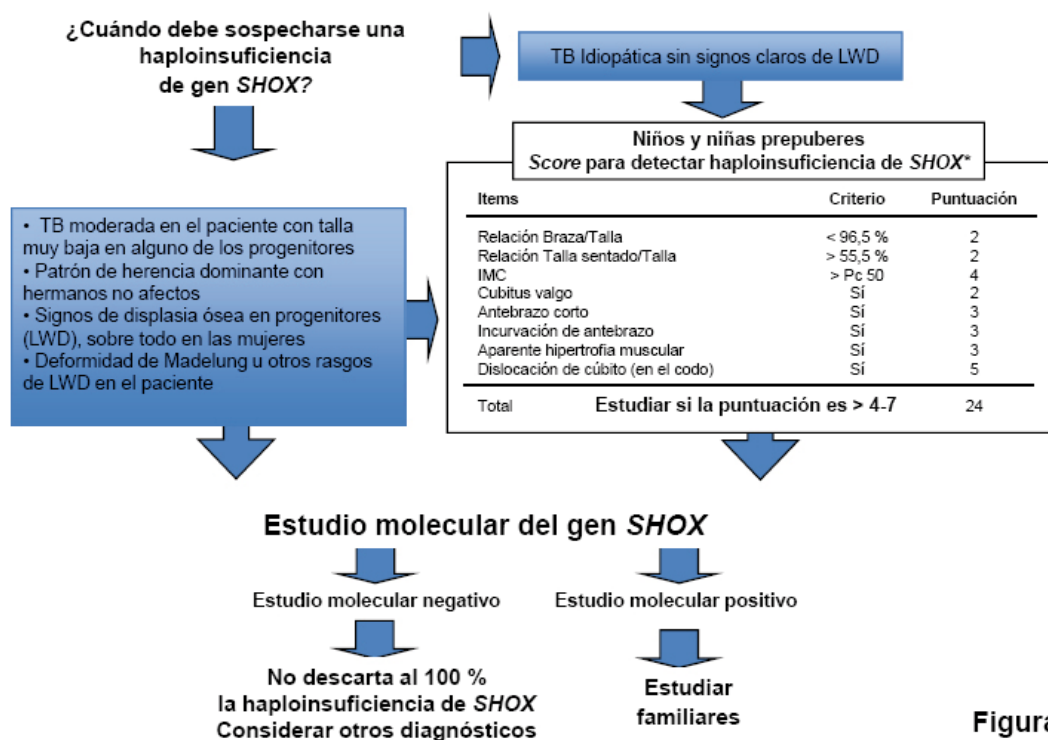 ¿Cuándo debe sospecharse una
haploinsuficiencia
de gen SHOX?
TB Idiopática sin signos claros de LWD
• TB moderada en el paciente con talla
muy baja en alguno de los progenitores
• Patrón de herencia dominante con
hermanos no afectos
• Signos de displasia ósea en progenitores
(LWD), sobre todo en las mujeres
• Deformidad de Madelung u otros rasgos
de LWD en el paciente
Niños y niñas prepuberes
Score para detectar haploinsuficiencia de SHOX*
Items Criterio Puntuación
Relación Braza/Talla < 96,5 % 2
Relación Talla sentado/Talla > 55,5 % 2
IMC > Pc 50 4
Cubitus valgo Sí 2
Antebrazo corto Sí 3
Incurvación de antebrazo Sí 3
Aparente hipertrofia muscular Sí 3
Dislocación de cúbito (en el codo) Sí 5
Total Estudiar si la puntuación es > 4-7 24
Estudio molecular del gen SHOX
Estudio molecular negativo
Estudio molecular positivo
No descarta al 100 %
la haploinsuficiencia de SHOX
Considerar otros diagnósticos
Estudiar
familiares
Figura